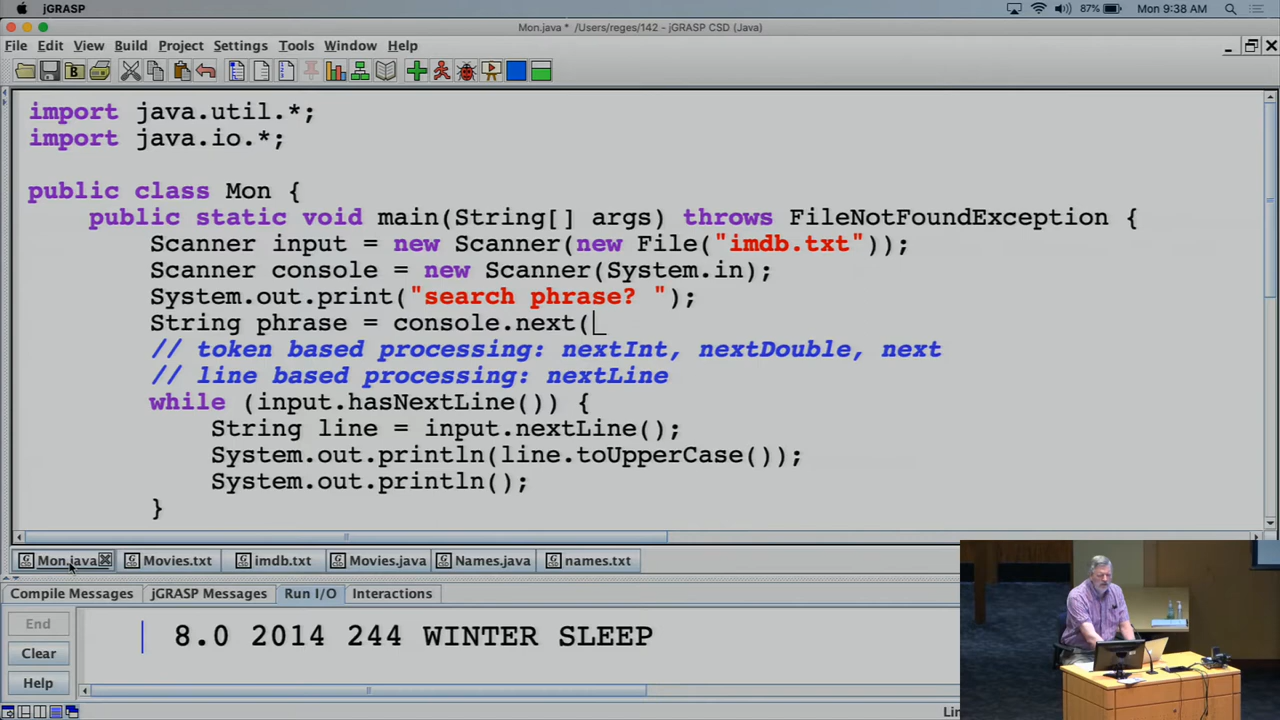 jGRASP 87% Mon 9:38 AM
Mon.java * /Users/reges/142 - jGRASP CSD (Java)
File Edit View Build Project Settings Tools Window Help
import java.util.*;
import java.io.*;
public class Mon {
public static void main(String[] args) throws FileNotFoundException {
Scanner input = new Scanner(new File("imdb.txt"));
Scanner console = new Scanner(System.in);
System.out.print("search phrase? ");
String phrase = console.next(
// token based processing: nextInt, nextDouble, next
// line based processing: nextLine
while (input.hasNextLine()) {
String line = input.nextLine();
System.out.println(line.toUpperCase());
System.out.println();
}
Mon.java Movies.txt imdb.txt Movies.java Names.java names.txt
Compile Messages jGRASP Messages Run I/O Interactions
End
Clear
Help
8.0 2014 244 WINTER SLEEP